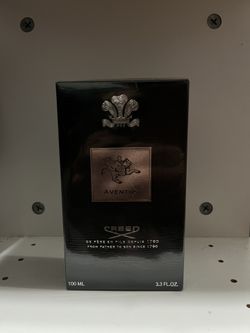 AVENTUS
CREED
DE PÈRE EN FILS DEPUIS 1760
FROM FATHER TO SON SINCE 1760
100 ML 3.3 FL.OZ.